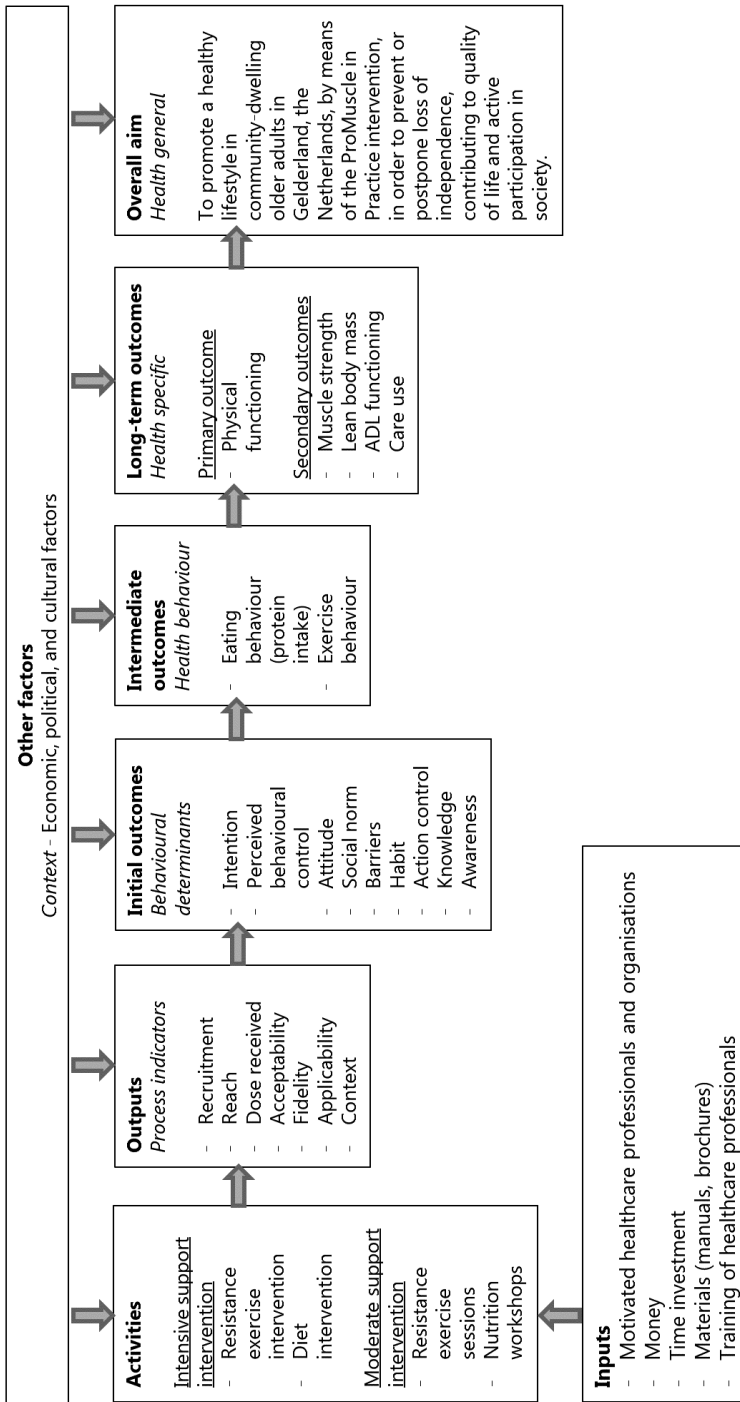 Other factors
Context - Economic, political, and cultural factors
Activities
Intensive support
intervention
- Resistance
exercise
intervention
- Diet
intervention
Moderate support
intervention
- Resistance
exercise
sessions
- Nutrition
workshops
Outputs
Process indicators
- Recruitment
- Reach
- Dose received
- Acceptability
- Fidelity
- Applicability
- Context
Initial outcomes
Behavioural
determinants
- Intention
- Perceived
behavioural
control
- Attitude
- Social norm
- Barriers
- Habit
- Action control
- Knowledge
- Awareness
Intermediate
outcomes
Health behaviour
- Eating
behaviour
(protein
intake)
- Exercise
behaviour
Long-term outcomes
Health specific
Primary outcome
- Physical
functioning
Secondary outcomes
- Muscle strength
- Lean body mass
- ADL functioning
- Care use
Overall aim
Health general
To promote a healthy
lifestyle in
community-dwelling
older adults in
Gelderland, the
Netherlands, by means
of the ProMuscle in
Practice intervention,
in order to prevent or
postpone loss of
independence,
contributing to quality
of life and active
participation in
society.
Inputs
- Motivated healthcare professionals and organisations
- Money
- Time investment
- Materials (manuals, brochures)
- Training of healthcare professionals